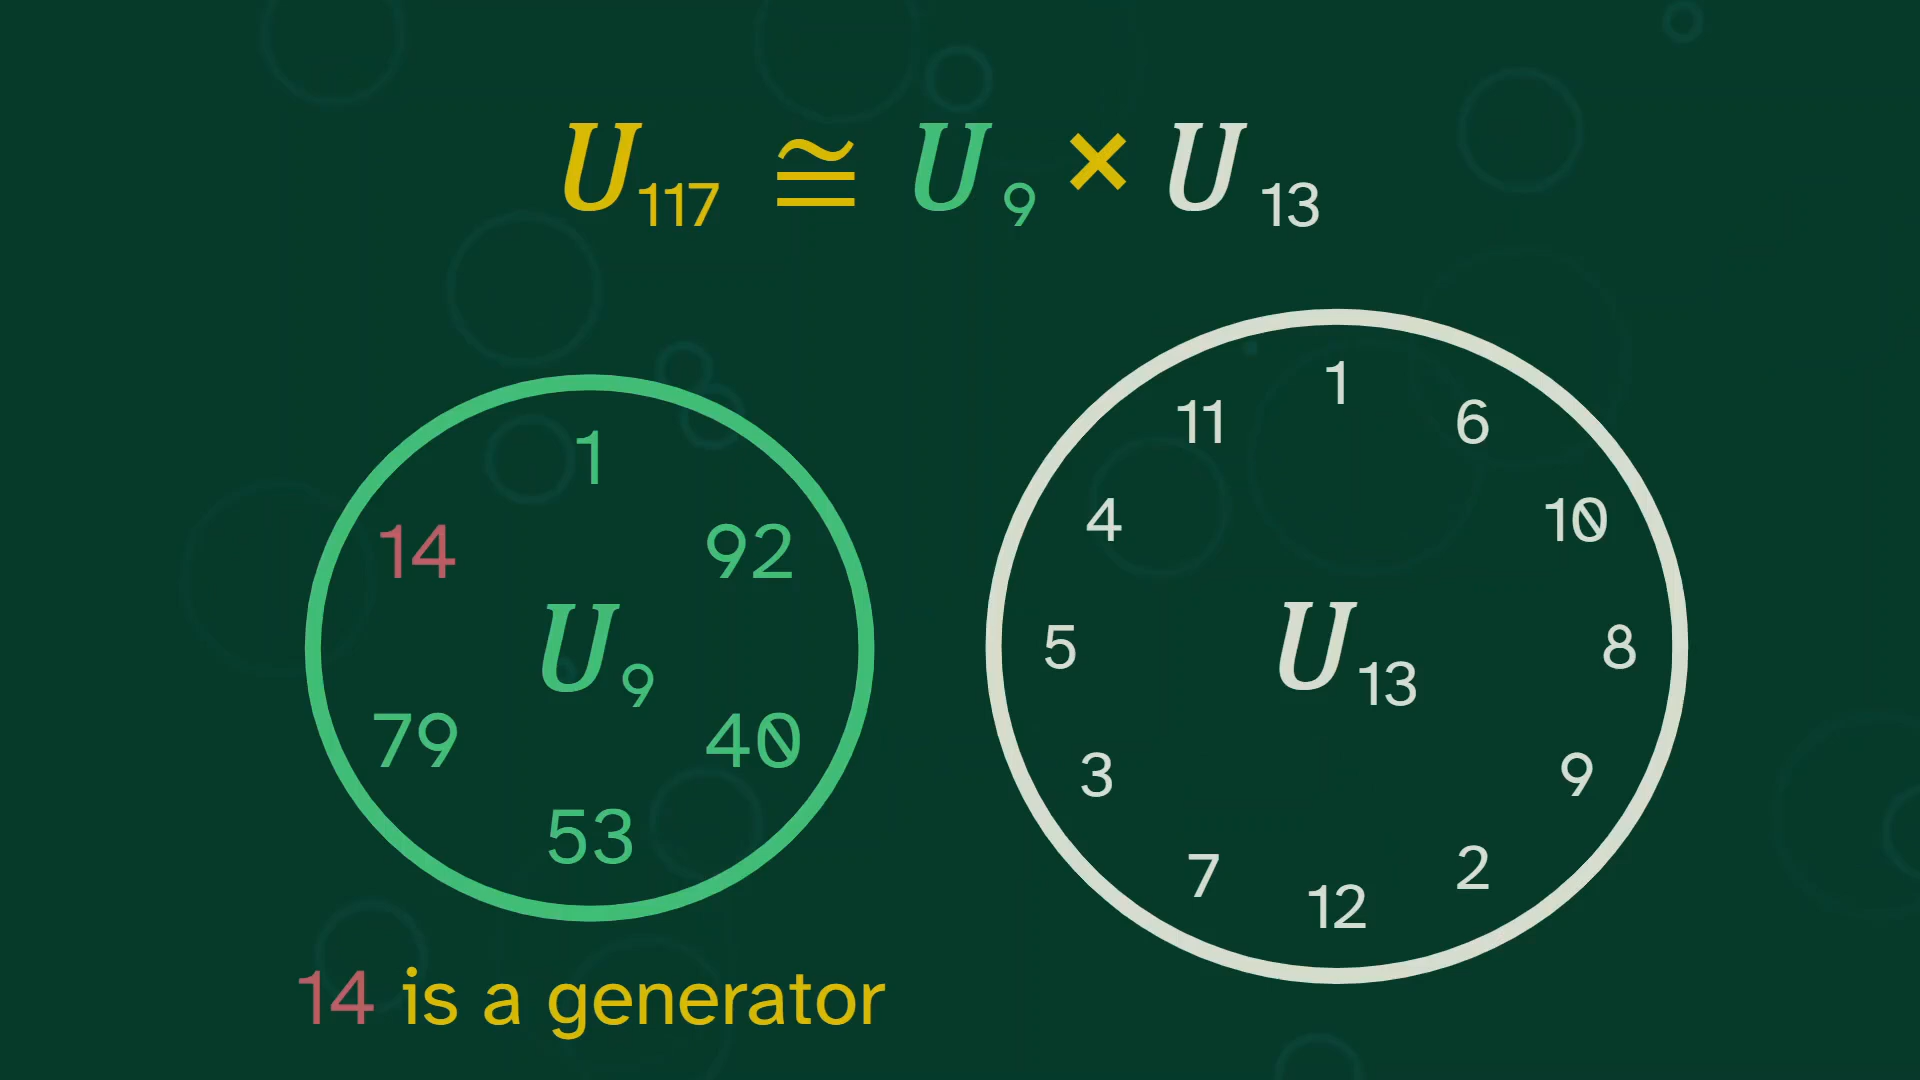 U₁₁₇ ≅ U₉ × U₁₃
1
14 92
U₉
79 40
53
1
11 6
4 10
5 U₁₃ 8
3 9
7 2
12
14 is a generator